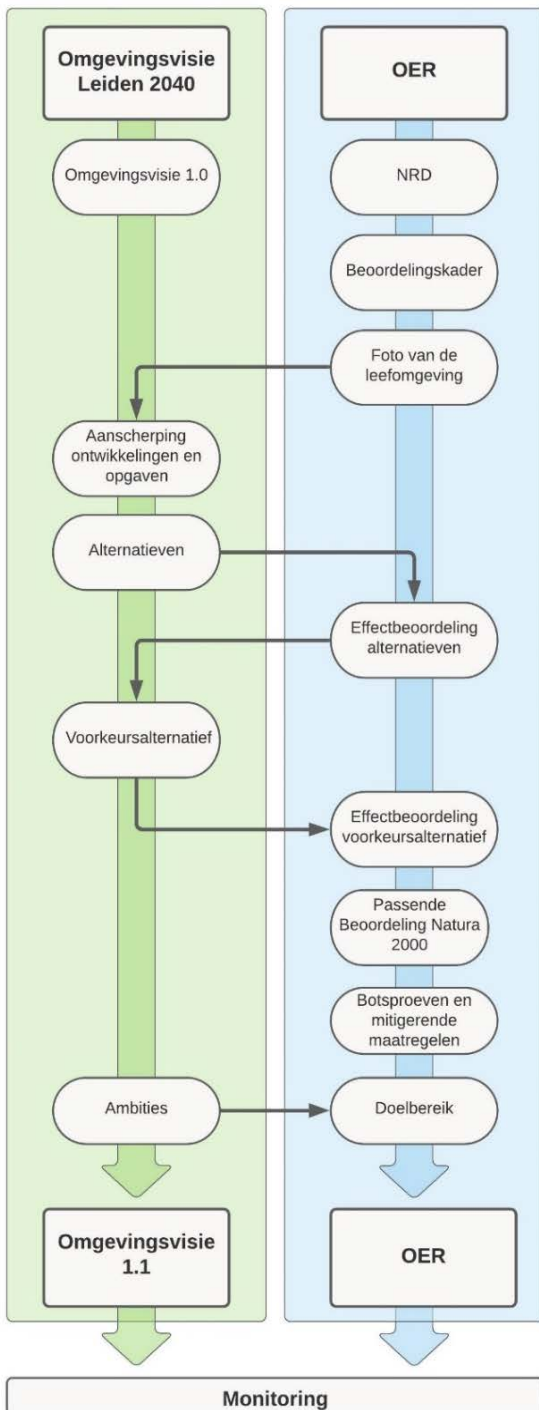 Omgevingsvisie
Leiden 2040
OER
Omgevingsvisie 1.0
NRD
Beoordelingskader
Foto van de
leefomgeving
Aanscherping
ontwikkelingen en
opgaven
Alternatieven
Effectbeoordeling
alternatieven
Voorkeursalternatief
Effectbeoordeling
voorkeursalternatief
Passende
Beoordeling Natura
2000
Botsproeven en
mitigerende
maatregelen
Ambities
Doelbereik
Omgevingsvisie
1.1
OER
Monitoring